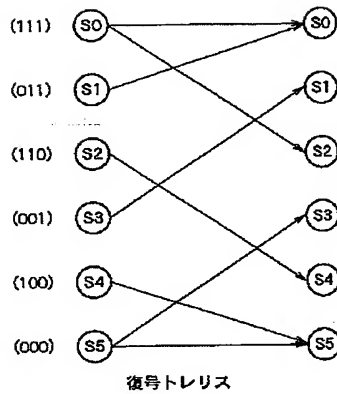 (111) S0 S0
(011) S1 S1
(110) S2 S2
(001) S3 S3
(100) S4 S4
(000) S5 S5
復号トレリス